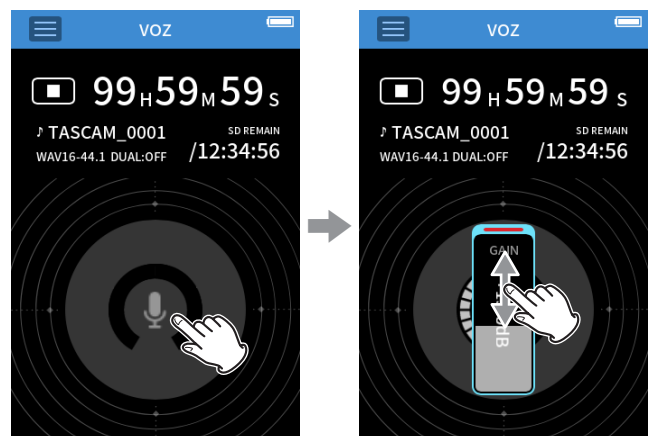 VOZ
99H59M59S
♪ TASCAM_0001
SD REMAIN
WAV16-44.1 DUAL:OFF
/12:34:56
VOZ
99H59M59S
♪ TASCAM_0001
SD REMAIN
WAV16-44.1 DUAL:OFF
/12:34:56
GAIN
dB